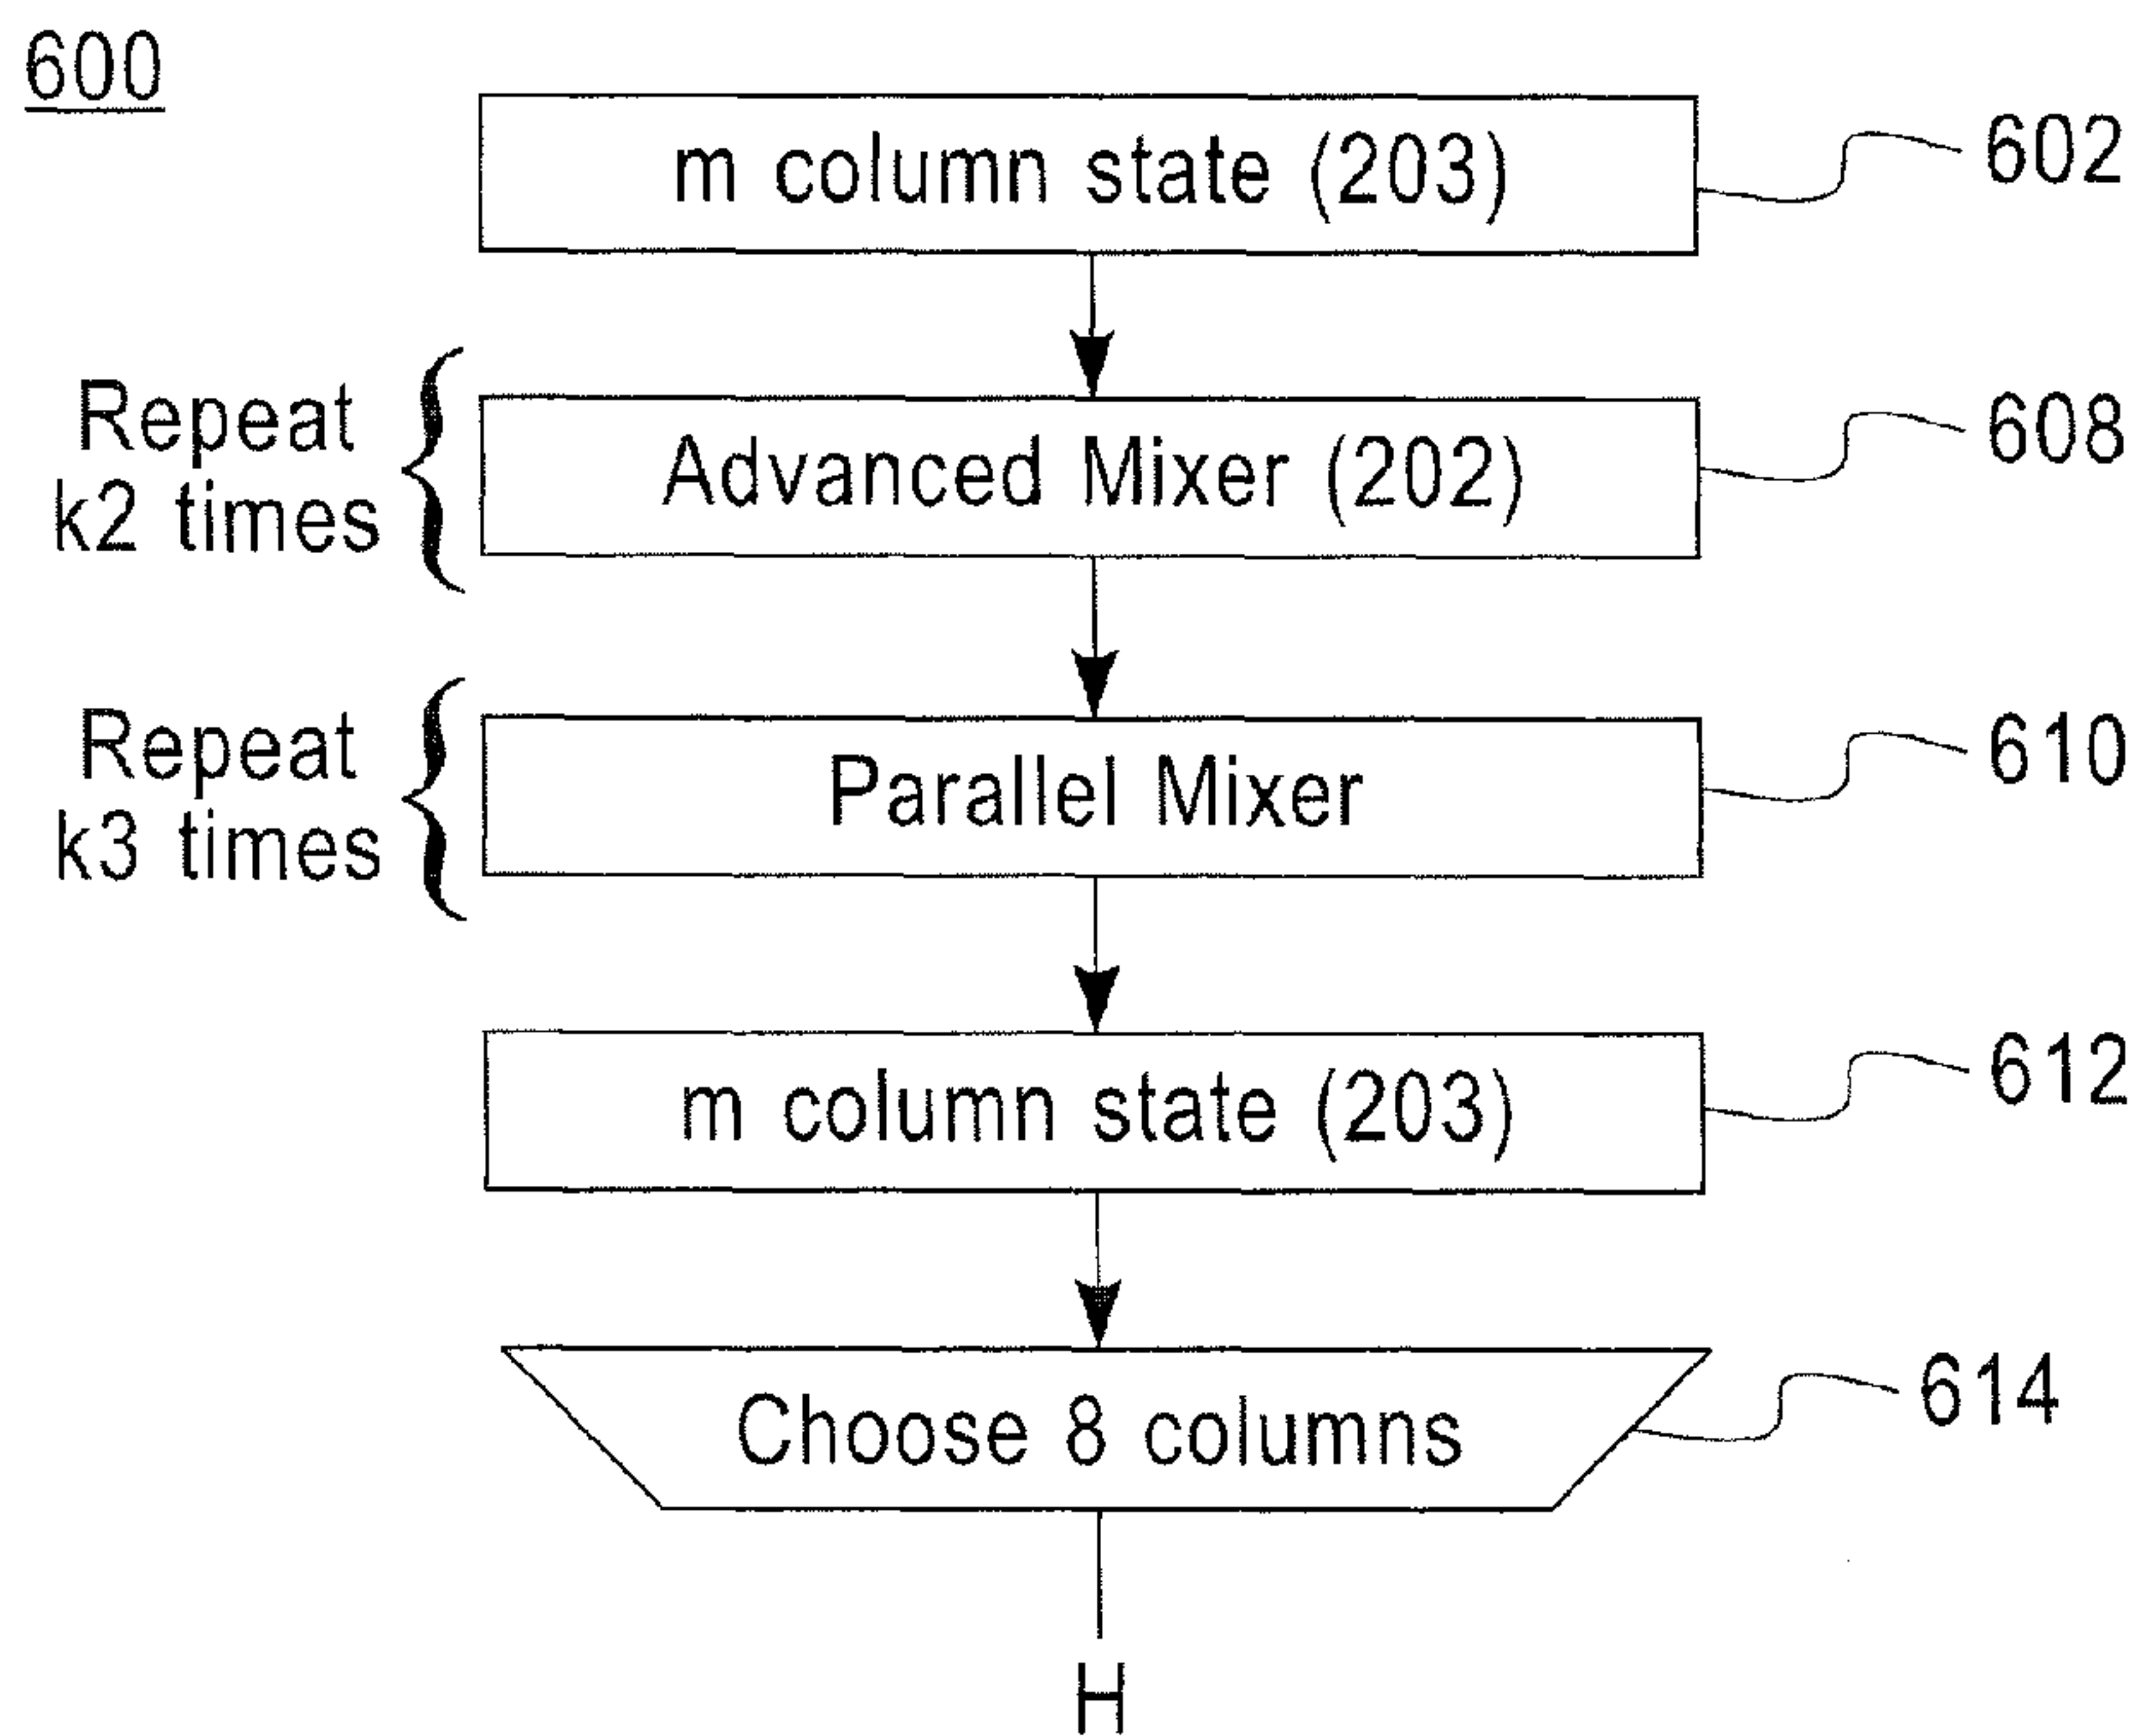 600
m column state (203)
602
Repeat
k2 times
Advanced Mixer (202)
608
Repeat
k3 times
Parallel Mixer
610
m column state (203)
612
Choose 8 columns
614
H